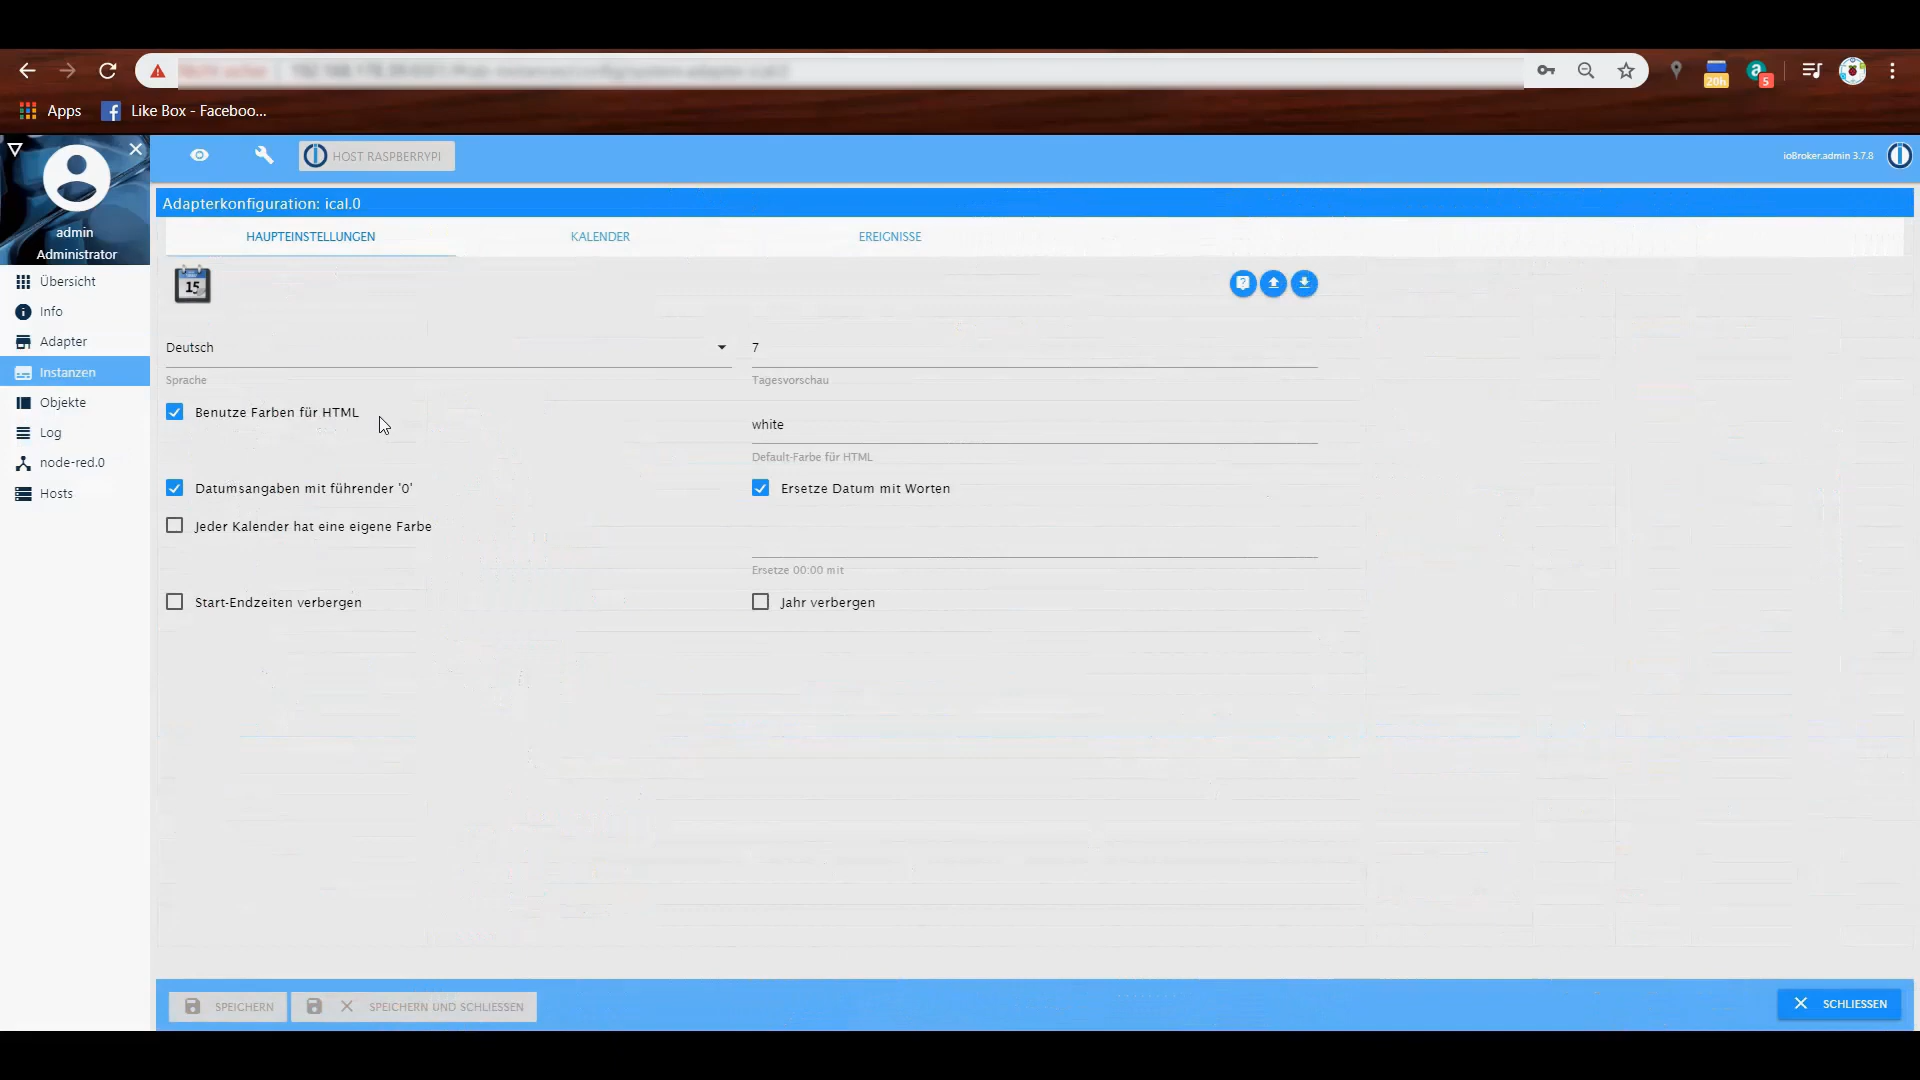 Apps
Like Box - Faceboo...
20h
5
HOST RASPBERRYPI
ioBroker.admin 3.7.8
admin
Administrator
Übersicht
Info
Adapter
Instanzen
Objekte
Log
node-red.0
Hosts
Adapterkonfiguration: ical.0
HAUPTEINSTELLUNGEN
KALENDER
EREIGNISSE
15
Deutsch
7
Sprache
Tagesvorschau
Benutze Farben für HTML
white
Default-Farbe für HTML
Datumsangaben mit führender '0'
Ersetze Datum mit Worten
Jeder Kalender hat eine eigene Farbe
Ersetze 00:00 mit
Start-Endzeiten verbergen
Jahr verbergen
SPEICHERN
SPEICHERN UND SCHLIESSEN
SCHLIESSEN